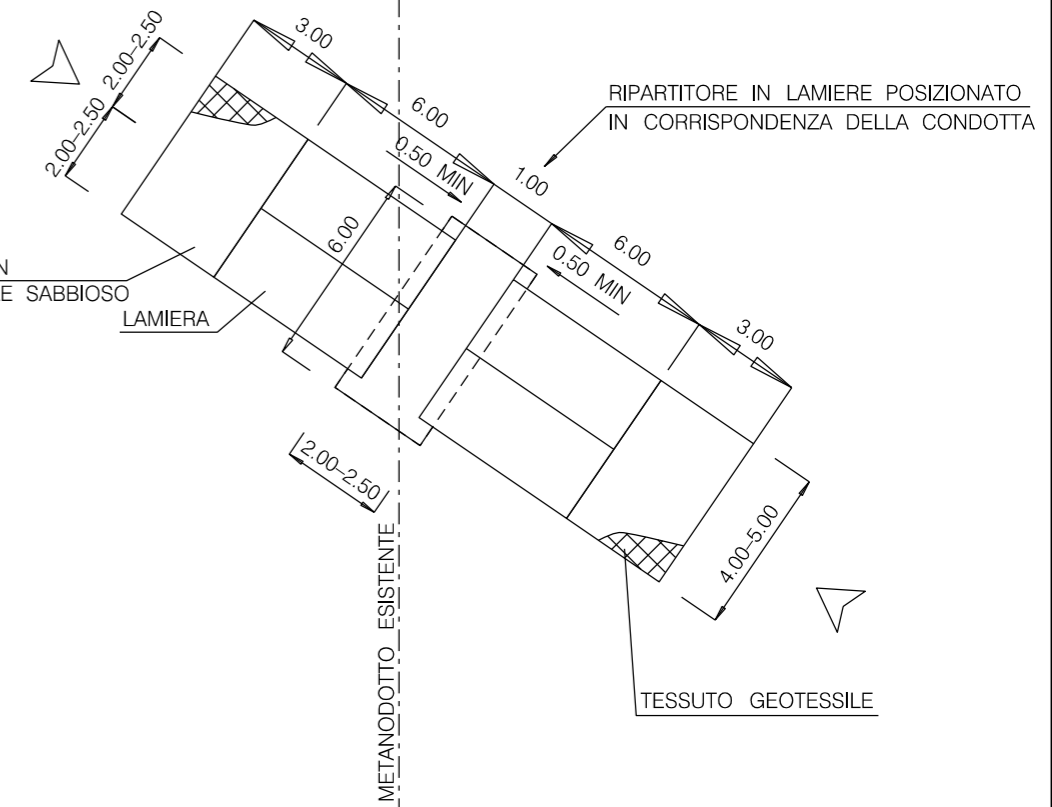 3.00
2.00-2.50
2.00-2.50
6.00
RIPARTITORE IN LAMIERE POSIZIONATO
IN CORRISPONDENZA DELLA CONDOTTA
0.50 MIN
1.00
6.00
6.00
0.50 MIN
N
E SABBIOSO
LAMIERA
3.00
2.00-2.50
4.00-5.00
METANODOTTO ESISTENTE
TESSUTO GEOTESSILE